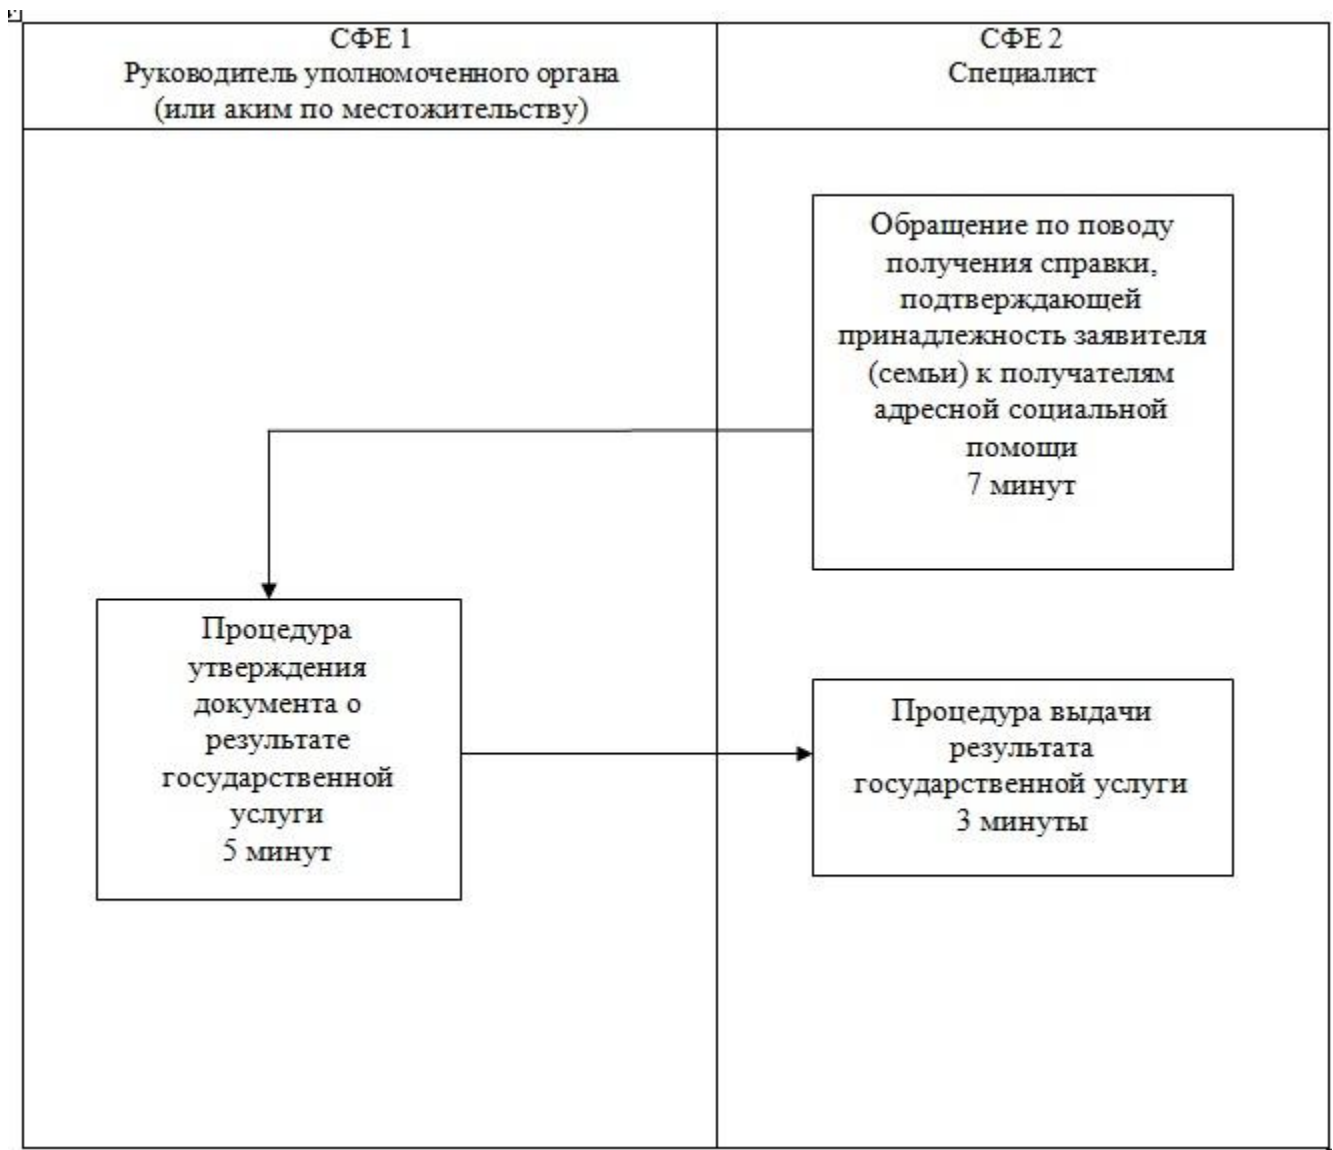 СФЕ 1
Руководитель уполномоченного органа
(или аким по местожительству)
СФЕ 2
Специалист
Обращение по поводу
получения справки,
подтверждающей
принадлежность заявителя
(семьи) к получателям
адресной социальной
помощи
7 минут
Процедура
утверждения
документа о
результате
государственной
услуги
5 минут
Процедура выдачи
результата
государственной услуги
3 минуты